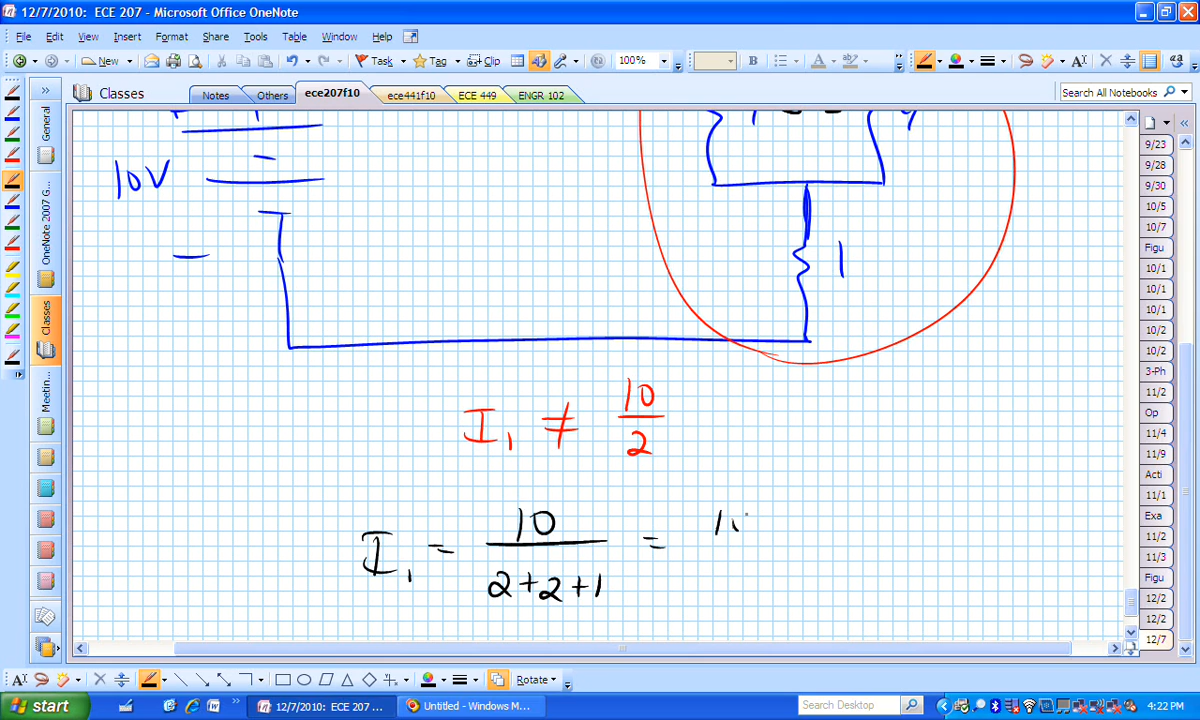 12/7/2010: ECE 207 - Microsoft Office OneNote
File Edit View Insert Format Share Tools Table Window Help
New Task Tag Clip 100% B A ab
Classes Notes Others ece207f10 ece441f10 ECE 449 ENGR 102 Search All Notebooks
General
OneNote 2007 G...
Classes
Meetin...
9/23
9/28
9/30
10/5
10/7
Figu
10/1
10/1
10/1
10/2
10/2
3-Ph
11/2
Op
11/4
11/9
Acti
11/1
Exa
11/2
11/3
Figu
12/2
12/2
12/7
+
-
10V
-
1
I₁ ≠ 10/2
I₁ = 10/(2+2+1) =
Rotate
start 12/7/2010: ECE 207 ... Untitled - Windows M... Search Desktop 4:22 PM